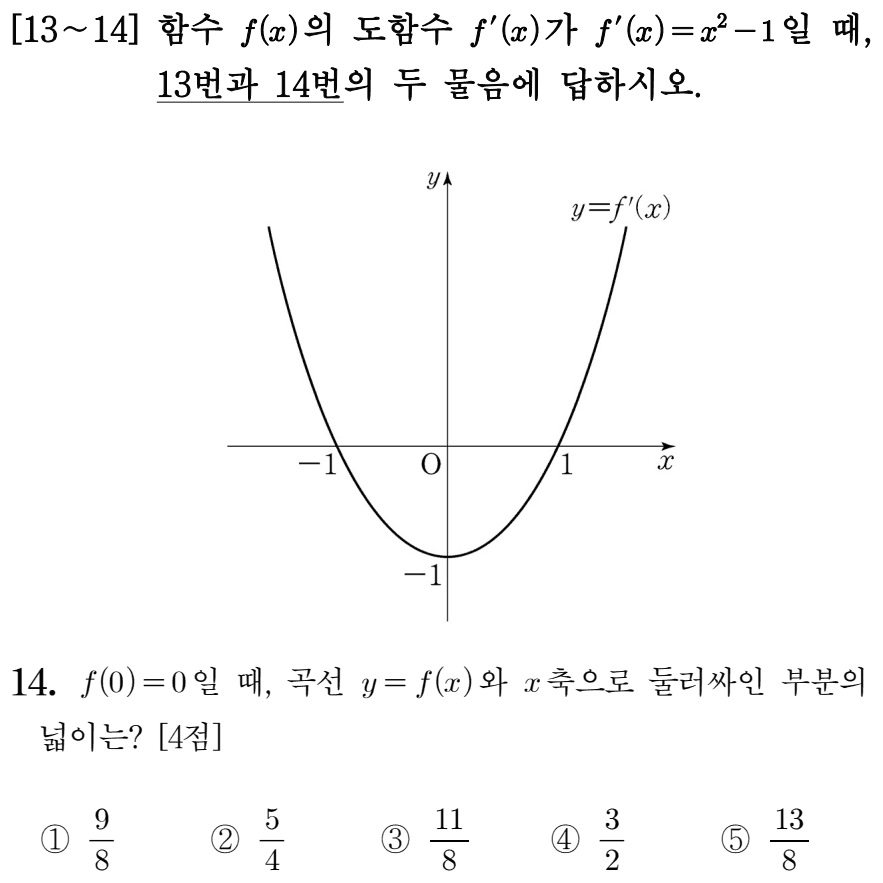 [13~14] 함수 f(x)의 도함수 f′(x)가 f′(x)=x²−1일 때,
13번과 14번의 두 물음에 답하시오.
y
y=f′(x)
−1
O
1
x
−1
14. f(0)=0일 때, 곡선 y=f(x)와 x축으로 둘러싸인 부분의
넓이는? [4점]
① 9/8 ② 5/4 ③ 11/8 ④ 3/2 ⑤ 13/8